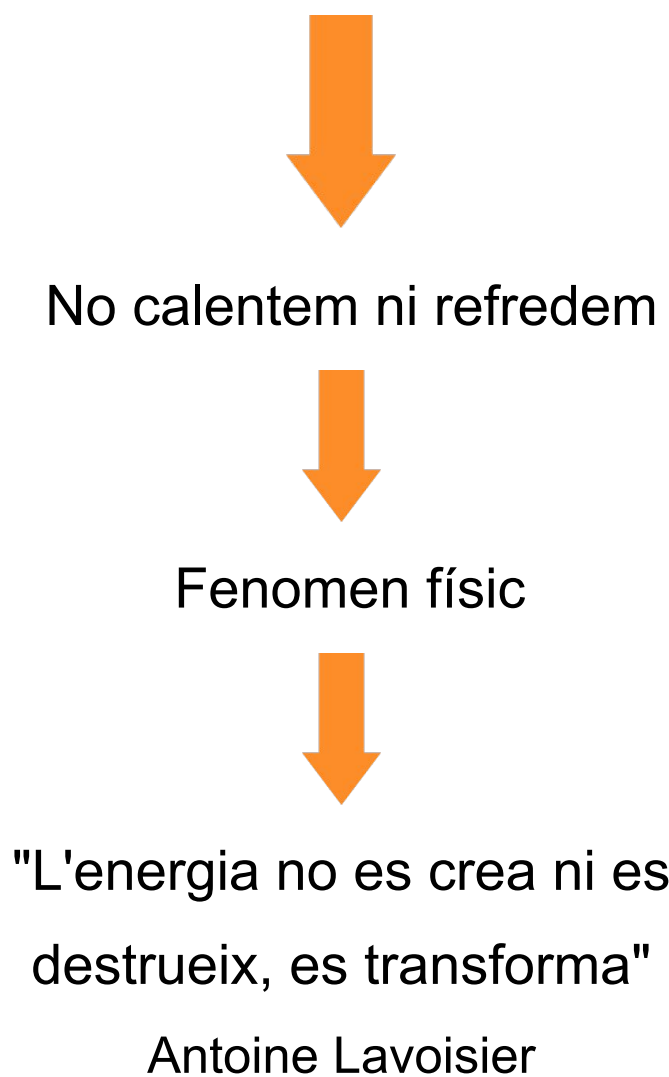 No calentem ni refredem
Fenomen físic
"L'energia no es crea ni es
destrueix, es transforma"
Antoine Lavoisier